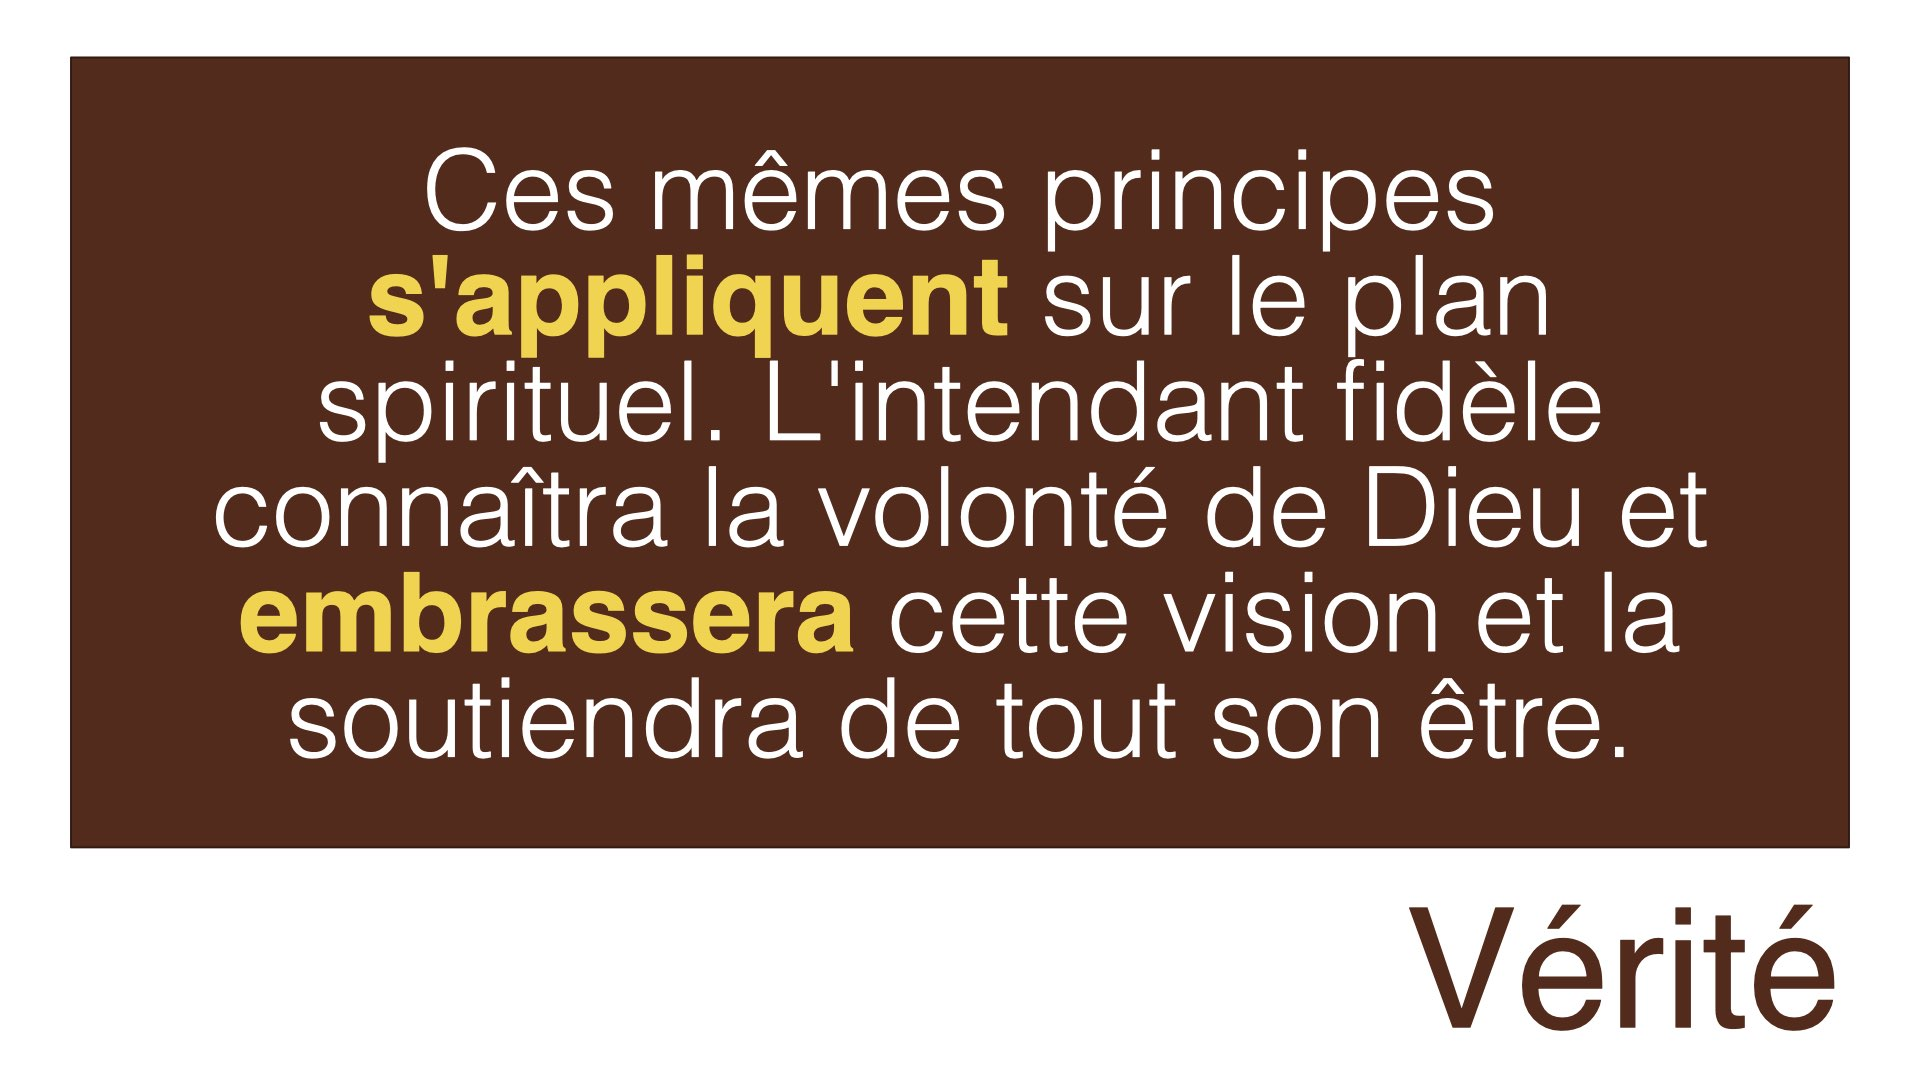 Ces mêmes principes
s'appliquent sur le plan
spirituel. L'intendant fidèle
connaîtra la volonté de Dieu et
embrassera cette vision et la
soutiendra de tout son être.
Vérité